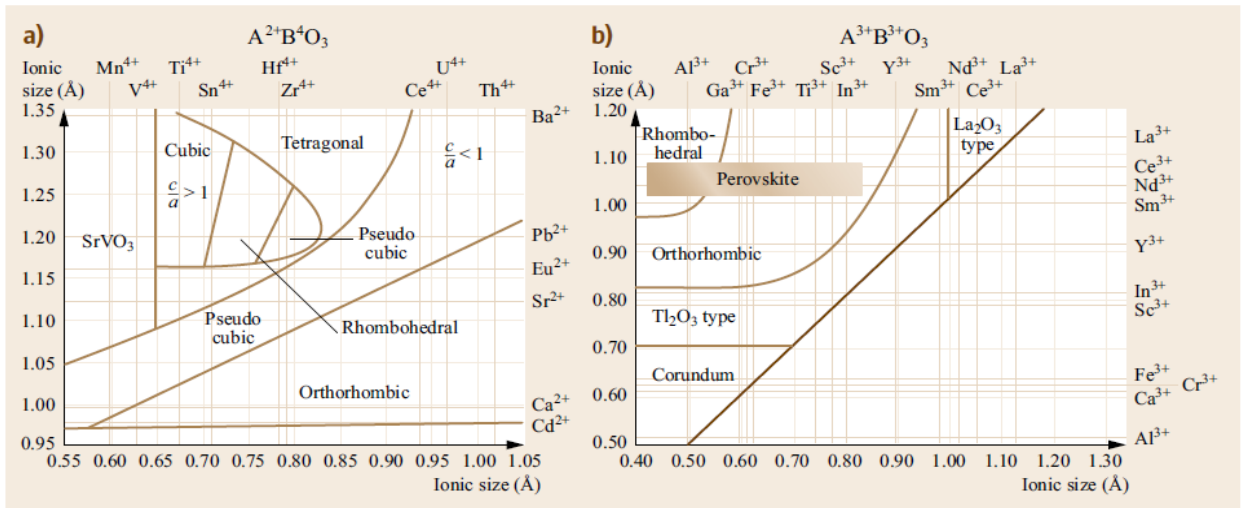 a)
A²⁺B⁴O₃
Ionic size (Å)
Mn⁴⁺ Ti⁴⁺ Hf⁴⁺ U⁴⁺
V⁴⁺ Sn⁴⁺ Zr⁴⁺ Ce⁴⁺ Th⁴⁺
1.35
1.30
1.25
1.20
1.15
1.10
1.05
1.00
0.95
Cubic
c/a > 1
Tetragonal
c/a < 1
SrVO₃
Pseudo
cubic
Pseudo
cubic
Rhombohedral
Orthorhombic
Ba²⁺
Pb²⁺
Eu²⁺
Sr²⁺
Ca²⁺
Cd²⁺
0.55 0.60 0.65 0.70 0.75 0.80 0.85 0.90 0.95 1.00 1.05
Ionic size (Å)
b)
A³⁺B³⁺O₃
Ionic size (Å)
Al³⁺ Cr³⁺ Sc³⁺ Y³⁺ Nd³⁺ La³⁺
Ga³⁺ Fe³⁺ Ti³⁺ In³⁺ Sm³⁺ Ce³⁺
1.20
1.10
1.00
0.90
0.80
0.70
0.60
0.50
Rhombo-
hedral
La₂O₃
type
Perovskite
Orthorhombic
Tl₂O₃ type
Corundum
La³⁺
Ce³⁺
Nd³⁺
Sm³⁺
Y³⁺
In³⁺
Sc³⁺
Fe³⁺
Cr³⁺
Ca³⁺
Al³⁺
0.40 0.50 0.60 0.70 0.80 0.90 1.00 1.10 1.20 1.30
Ionic size (Å)